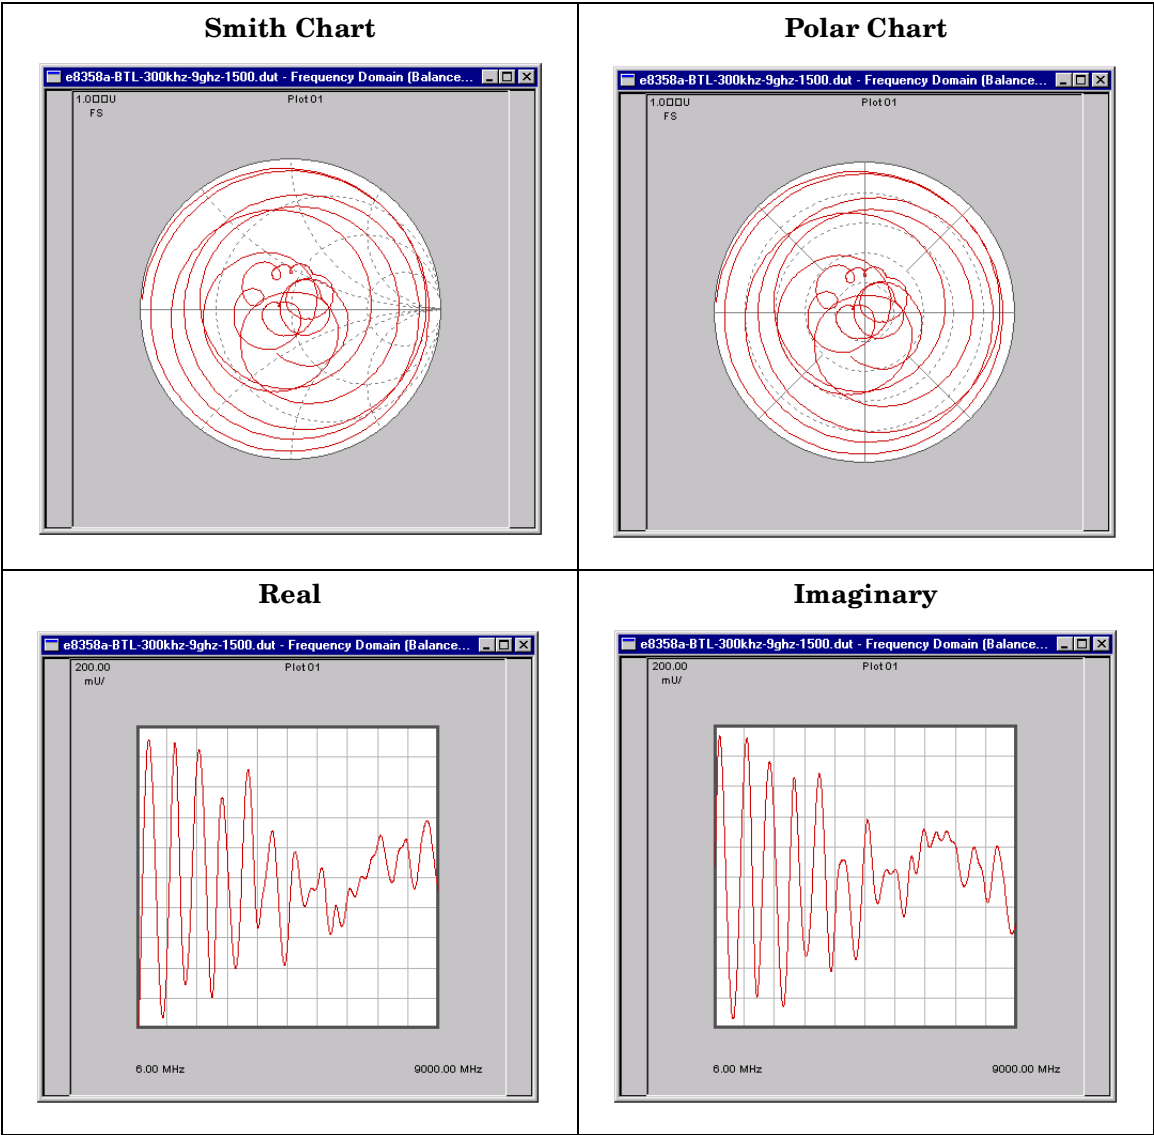 Smith Chart
e8358a-BTL-300khz-9ghz-1500.dut - Frequency Domain (Balance...
1.0□□U
FS
Plot 01
Polar Chart
e8358a-BTL-300khz-9ghz-1500.dut - Frequency Domain (Balance...
1.0□□U
FS
Plot 01
Real
e8358a-BTL-300khz-9ghz-1500.dut - Frequency Domain (Balance...
200.00
mU/
Plot 01
6.00 MHz
9000.00 MHz
Imaginary
e8358a-BTL-300khz-9ghz-1500.dut - Frequency Domain (Balance...
200.00
mU/
Plot 01
6.00 MHz
9000.00 MHz